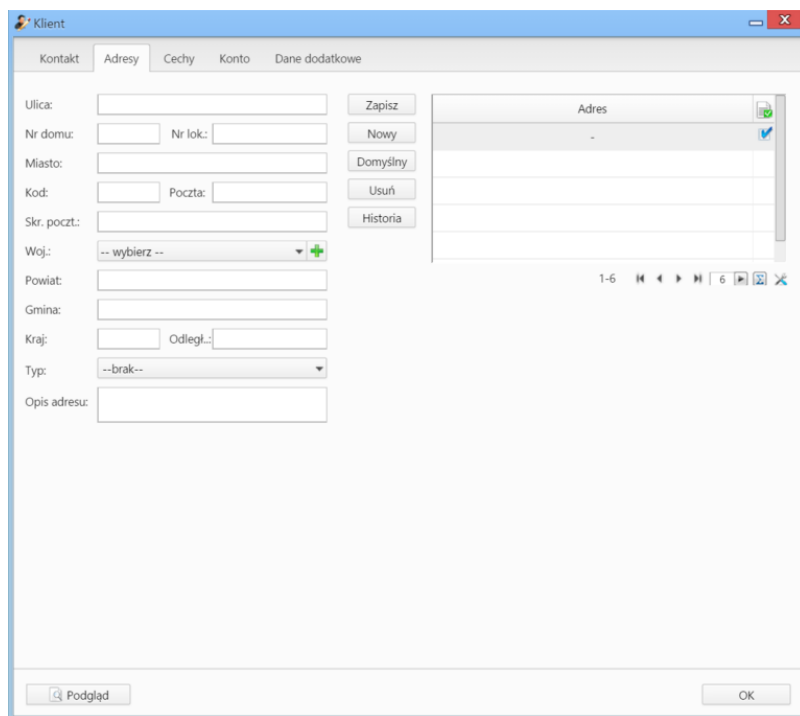 Klient
Kontakt Adresy Cechy Konto Dane dodatkowe
Ulica: Zapisz Adres
Nr domu: Nr lok.: Nowy -
Miasto: Domyślny
Kod: Poczta: Usuń
Skr. poczt.: Historia
Woj.: -- wybierz --
Powiat: 1-6 6
Gmina:
Kraj: Odległ..:
Typ: --brak--
Opis adresu:
Podgląd OK